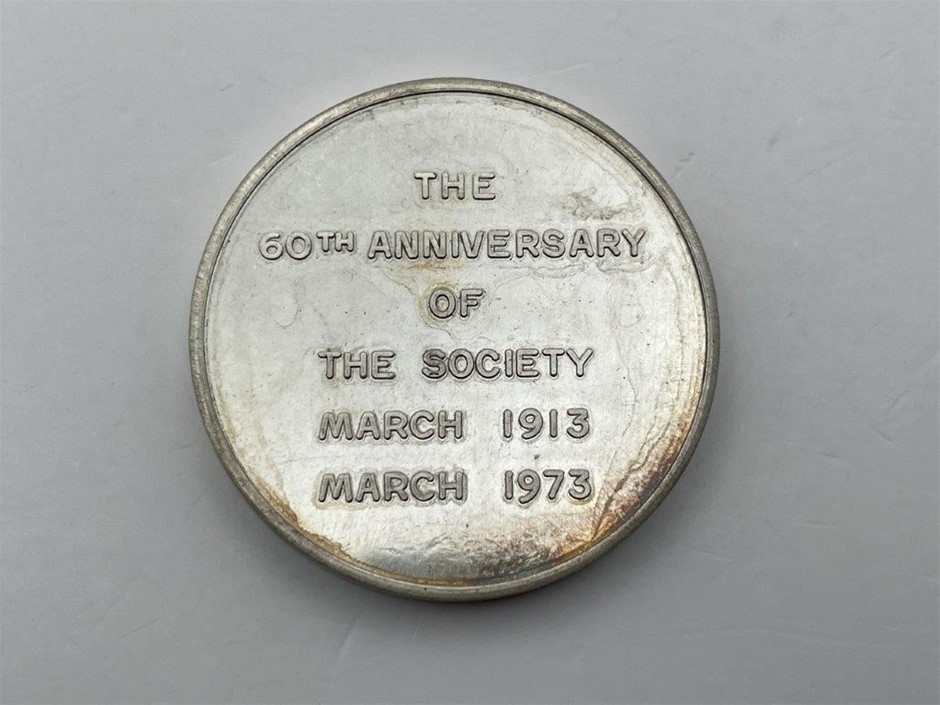 THE
60TH ANNIVERSARY
OF
THE SOCIETY
MARCH 1913
MARCH 1973